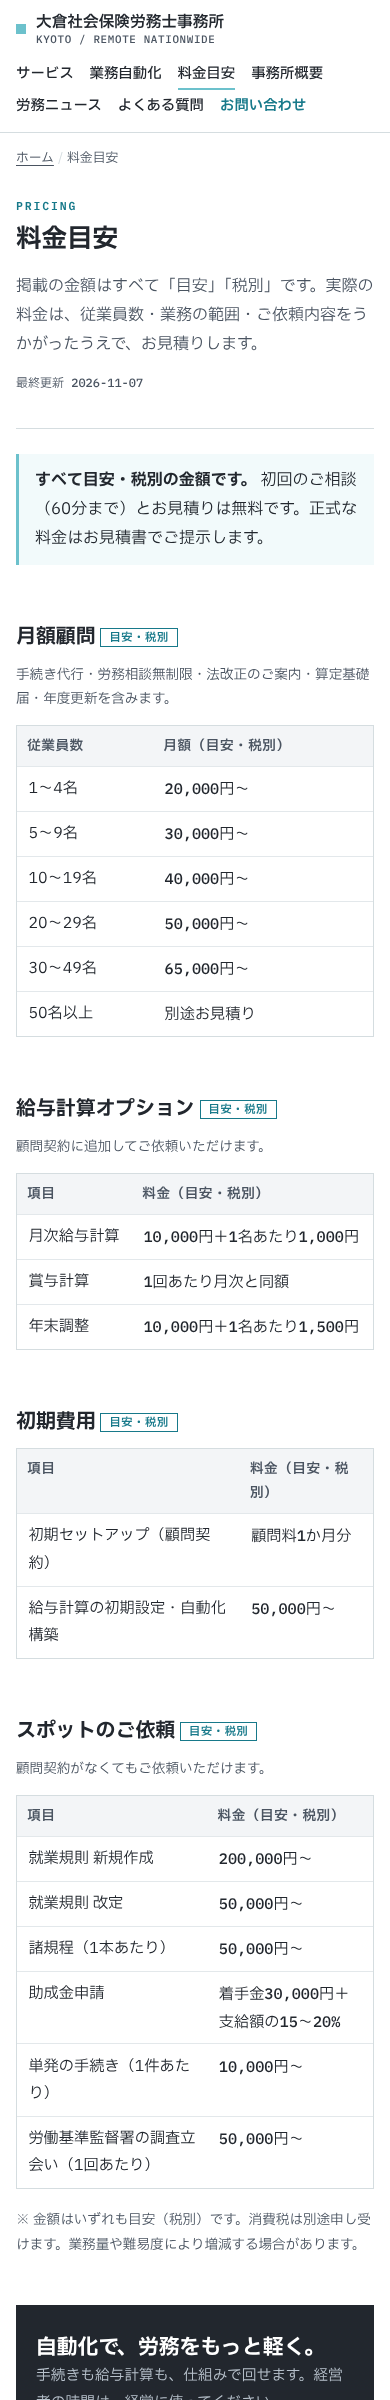 大倉社会保険労務士事務所
KYOTO / REMOTE NATIONWIDE
サービス 業務自動化 料金目安 事務所概要
労務ニュース よくある質問 お問い合わせ
ホーム / 料金目安
PRICING
料金目安
掲載の金額はすべて「目安」「税別」です。実際の
料金は、従業員数・業務の範囲・ご依頼内容をう
かがったうえで、お見積りします。
最終更新 2026-11-07
すべて目安・税別の金額です。 初回のご相談
（60分まで）とお見積りは無料です。正式な
料金はお見積書でご提示します。
月額顧問 目安・税別
手続き代行・労務相談無制限・法改正のご案内・算定基礎
届・年度更新を含みます。
従業員数 月額（目安・税別）
1〜4名 20,000円〜
5〜9名 30,000円〜
10〜19名 40,000円〜
20〜29名 50,000円〜
30〜49名 65,000円〜
50名以上 別途お見積り
給与計算オプション 目安・税別
顧問契約に追加してご依頼いただけます。
項目 料金（目安・税別）
月次給与計算 10,000円＋1名あたり1,000円
賞与計算 1回あたり月次と同額
年末調整 10,000円＋1名あたり1,500円
初期費用 目安・税別
項目 料金（目安・税
別）
初期セットアップ（顧問契 顧問料1か月分
約）
給与計算の初期設定・自動化 50,000円〜
構築
スポットのご依頼 目安・税別
顧問契約がなくてもご依頼いただけます。
項目 料金（目安・税別）
就業規則 新規作成 200,000円〜
就業規則 改定 50,000円〜
諸規程（1本あたり） 50,000円〜
助成金申請 着手金30,000円＋
支給額の15〜20%
単発の手続き（1件あた 10,000円〜
り）
労働基準監督署の調査立 50,000円〜
会い（1回あたり）
※ 金額はいずれも目安（税別）です。消費税は別途申し受
けます。業務量や難易度により増減する場合があります。
自動化で、労務をもっと軽く。
手続きも給与計算も、仕組みで回せます。経営
者の時間は、経営に使ってください。